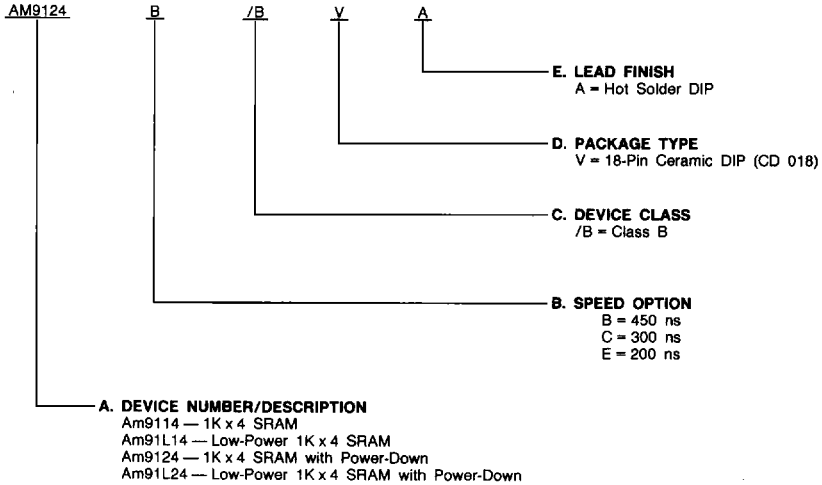 AM9124 B /B V A
E. LEAD FINISH
A = Hot Solder DIP
D. PACKAGE TYPE
V = 18-Pin Ceramic DIP (CD 018)
C. DEVICE CLASS
/B = Class B
B. SPEED OPTION
B = 450 ns
C = 300 ns
E = 200 ns
A. DEVICE NUMBER/DESCRIPTION
Am9114 — 1K x 4 SRAM
Am91L14 — Low-Power 1K x 4 SRAM
Am9124 — 1K x 4 SRAM with Power-Down
Am91L24 — Low-Power 1K x 4 SRAM with Power-Down